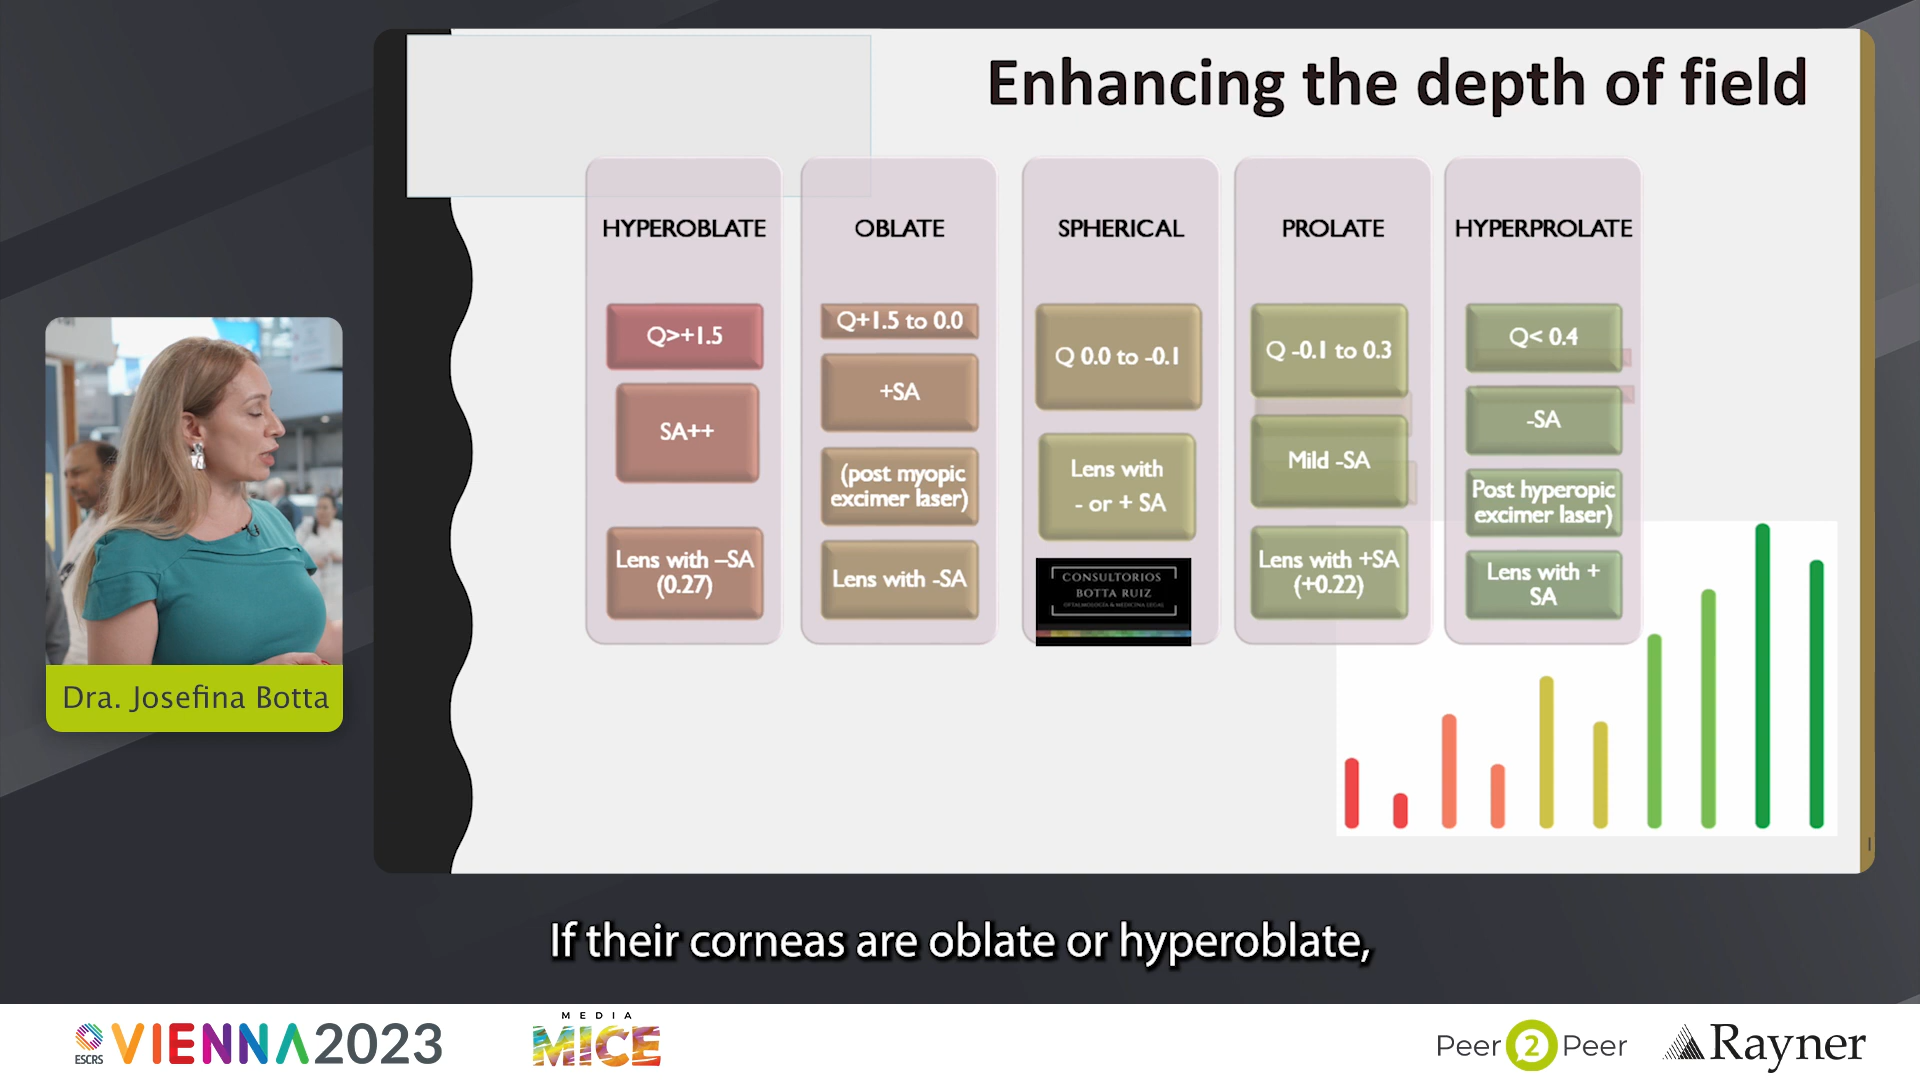 Enhancing the depth of field
HYPEROBLATE
Q>+1.5
SA++
Lens with –SA
(0.27)
OBLATE
Q+1.5 to 0.0
+SA
(post myopic
excimer laser)
Lens with -SA
SPHERICAL
Q 0.0 to -0.1
Lens with
- or + SA
CONSULTORIOS
BOTTA RUIZ
OFTALMOLOGÍA & MEDICINA LEGAL
PROLATE
Q -0.1 to 0.3
Mild -SA
Lens with +SA
(+0.22)
HYPERPROLATE
Q< 0.4
-SA
Post hyperopic
excimer laser)
Lens with +
SA
Dra. Josefina Botta
If their corneas are oblate or hyperoblate,
ESCRS
VIENNA2023
MEDIA
MICE
Peer 2 Peer
Rayner